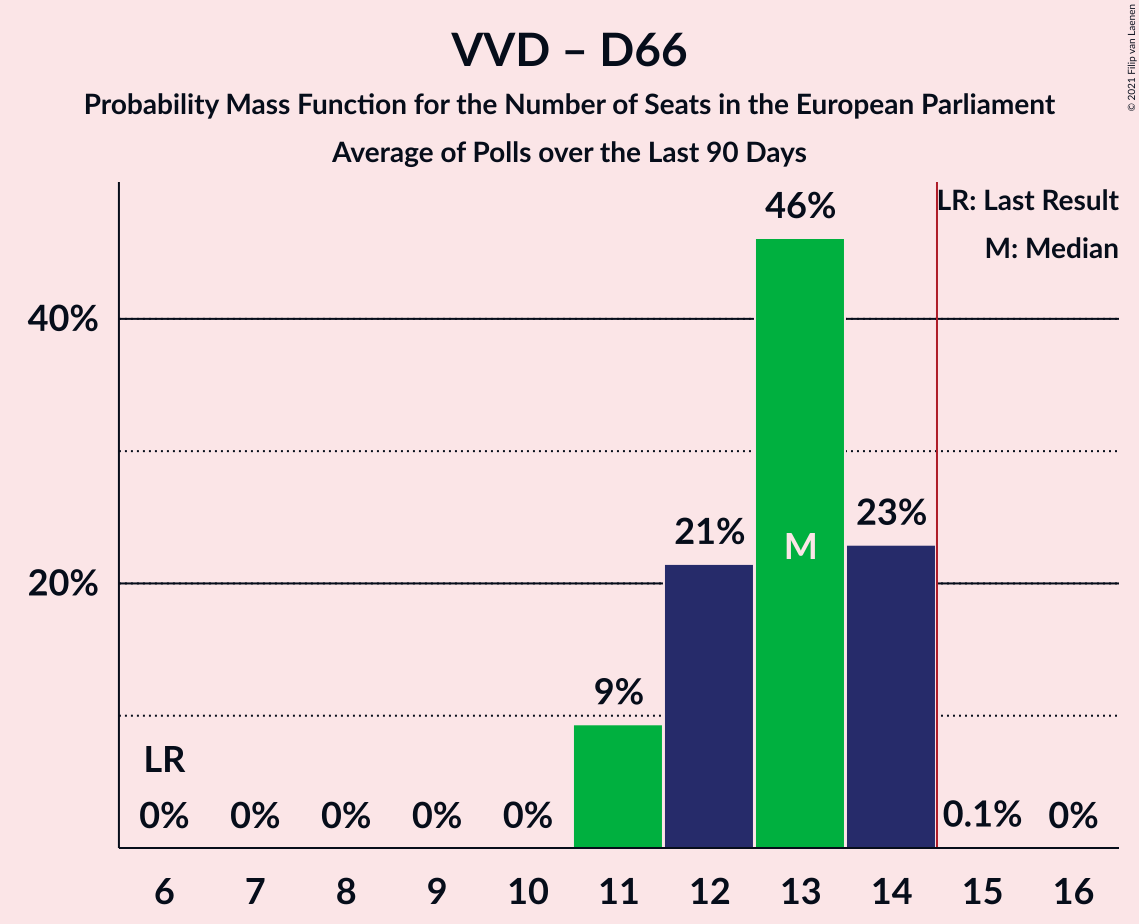 VVD – D66
Probability Mass Function for the Number of Seats in the European Parliament
Average of Polls over the Last 90 Days
© 2021 Filip van Laenen
LR: Last Result
M: Median
46%
40%
23%
21%
M
20%
9%
LR
0% 0% 0% 0% 0% 0.1% 0%
6 7 8 9 10 11 12 13 14 15 16